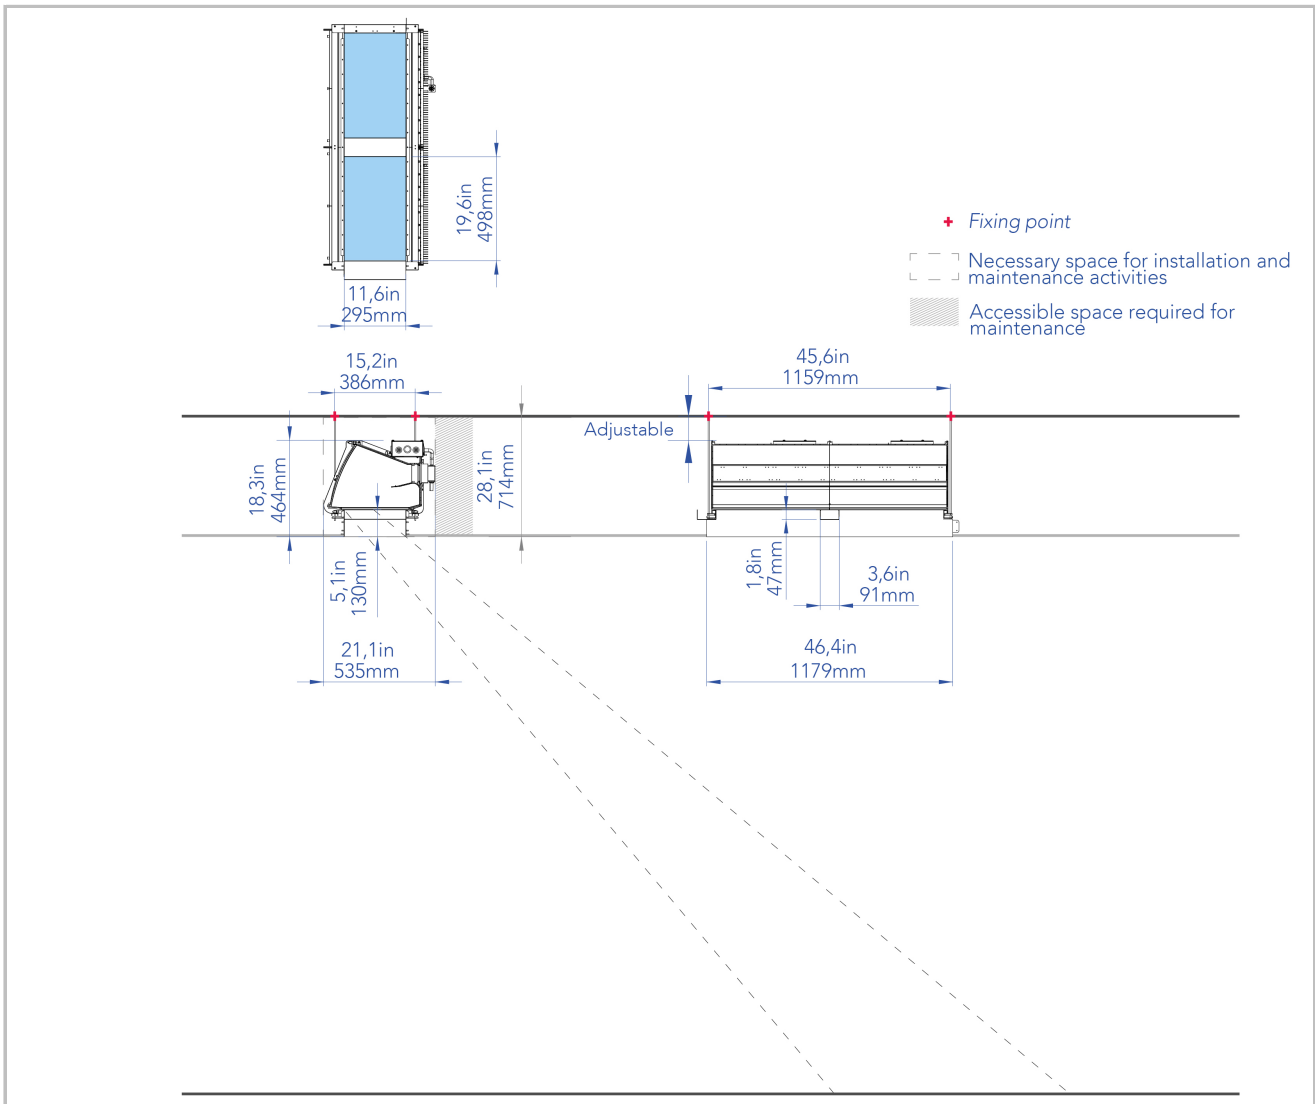 19,6in
498mm
11,6in
295mm
Fixing point
Necessary space for installation and
maintenance activities
Accessible space required for
maintenance
15,2in
386mm
45,6in
1159mm
Adjustable
18,3in
464mm
28,1in
714mm
5,1in
130mm
1,8in
47mm
3,6in
91mm
21,1in
535mm
46,4in
1179mm